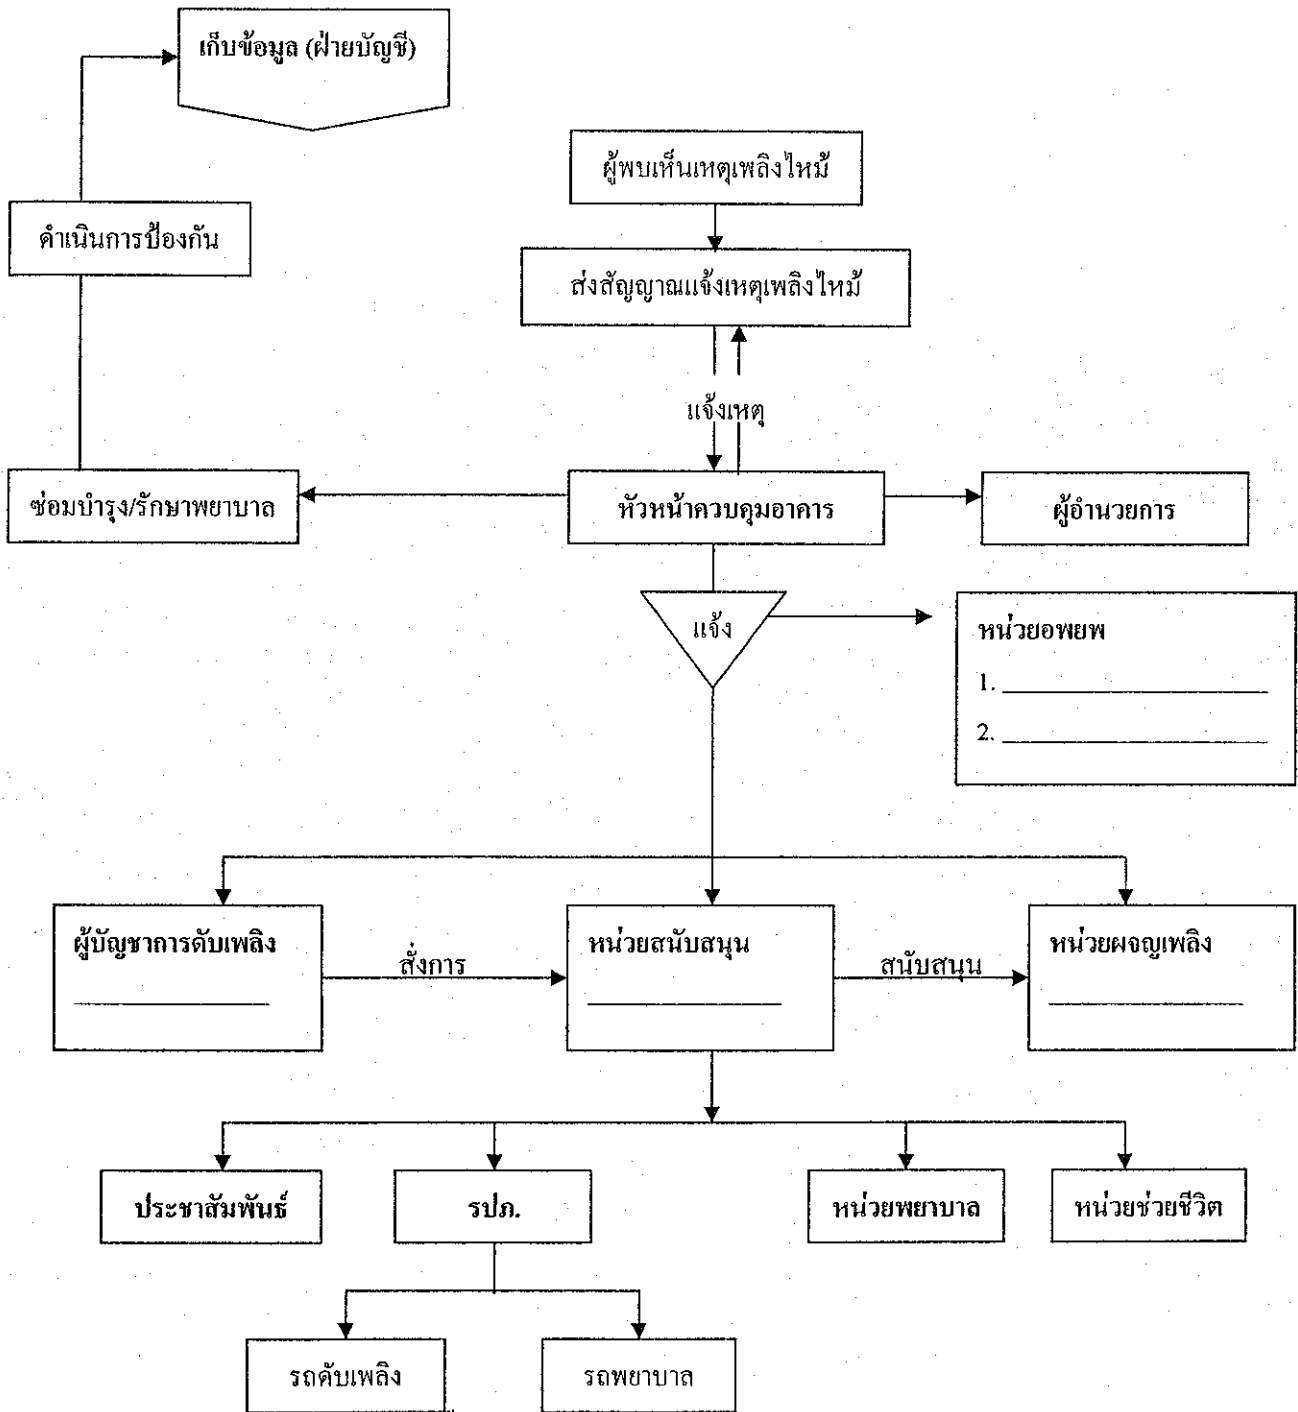 เก็บข้อมูล (ฝ่ายบัญชี)
ผู้พบเห็นเหตุเพลิงไหม้
ดำเนินการป้องกัน
ส่งสัญญาณแจ้งเหตุเพลิงไหม้
แจ้งเหตุ
ซ่อมบำรุง/รักษาพยาบาล
หัวหน้าควบคุมอาคาร
ผู้อำนวยการ
แจ้ง
หน่วยอพยพ
1.
2.
ผู้บัญชาการดับเพลิง
สั่งการ
หน่วยสนับสนุน
สนับสนุน
หน่วยผจญเพลิง
ประชาสัมพันธ์
รปภ.
หน่วยพยาบาล
หน่วยช่วยชีวิต
รถดับเพลิง
รถพยาบาล